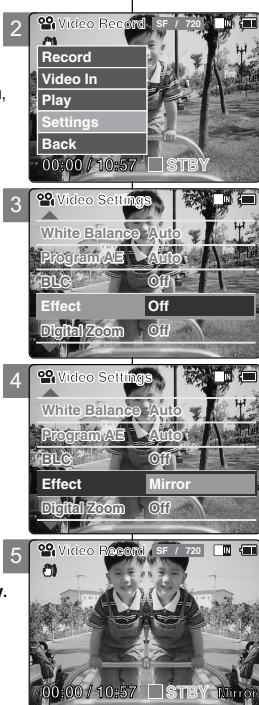 2
Video Record SF / 720 IN
Record
Video In
n,
Play
Settings
Back
00:00 / 10:57 STBY
3
Video Settings IN
White Balance Auto
Program AE Auto
BLC Off
Effect Off
Digital Zoom Off
4
Video Settings IN
White Balance Auto
Program AE Auto
BLC Off
Effect Mirror
Digital Zoom Off
5
Video Record SF / 720 IN
y.
00:00 / 10:57 STBY Mirror